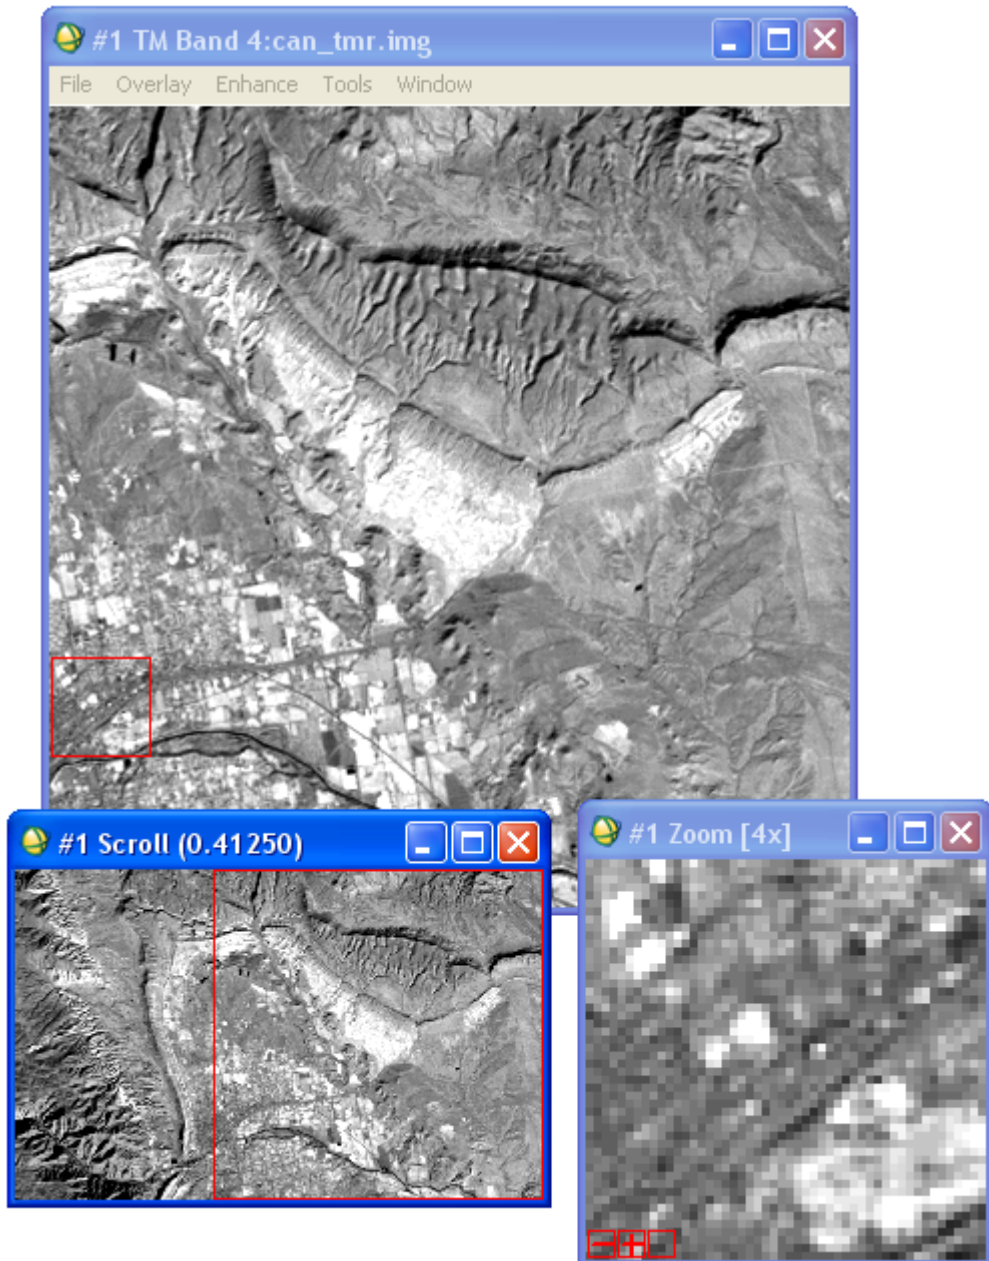 #1 TM Band 4:can_tmr.img
File Overlay Enhance Tools Window
#1 Scroll (0.41250)
#1 Zoom [4x]